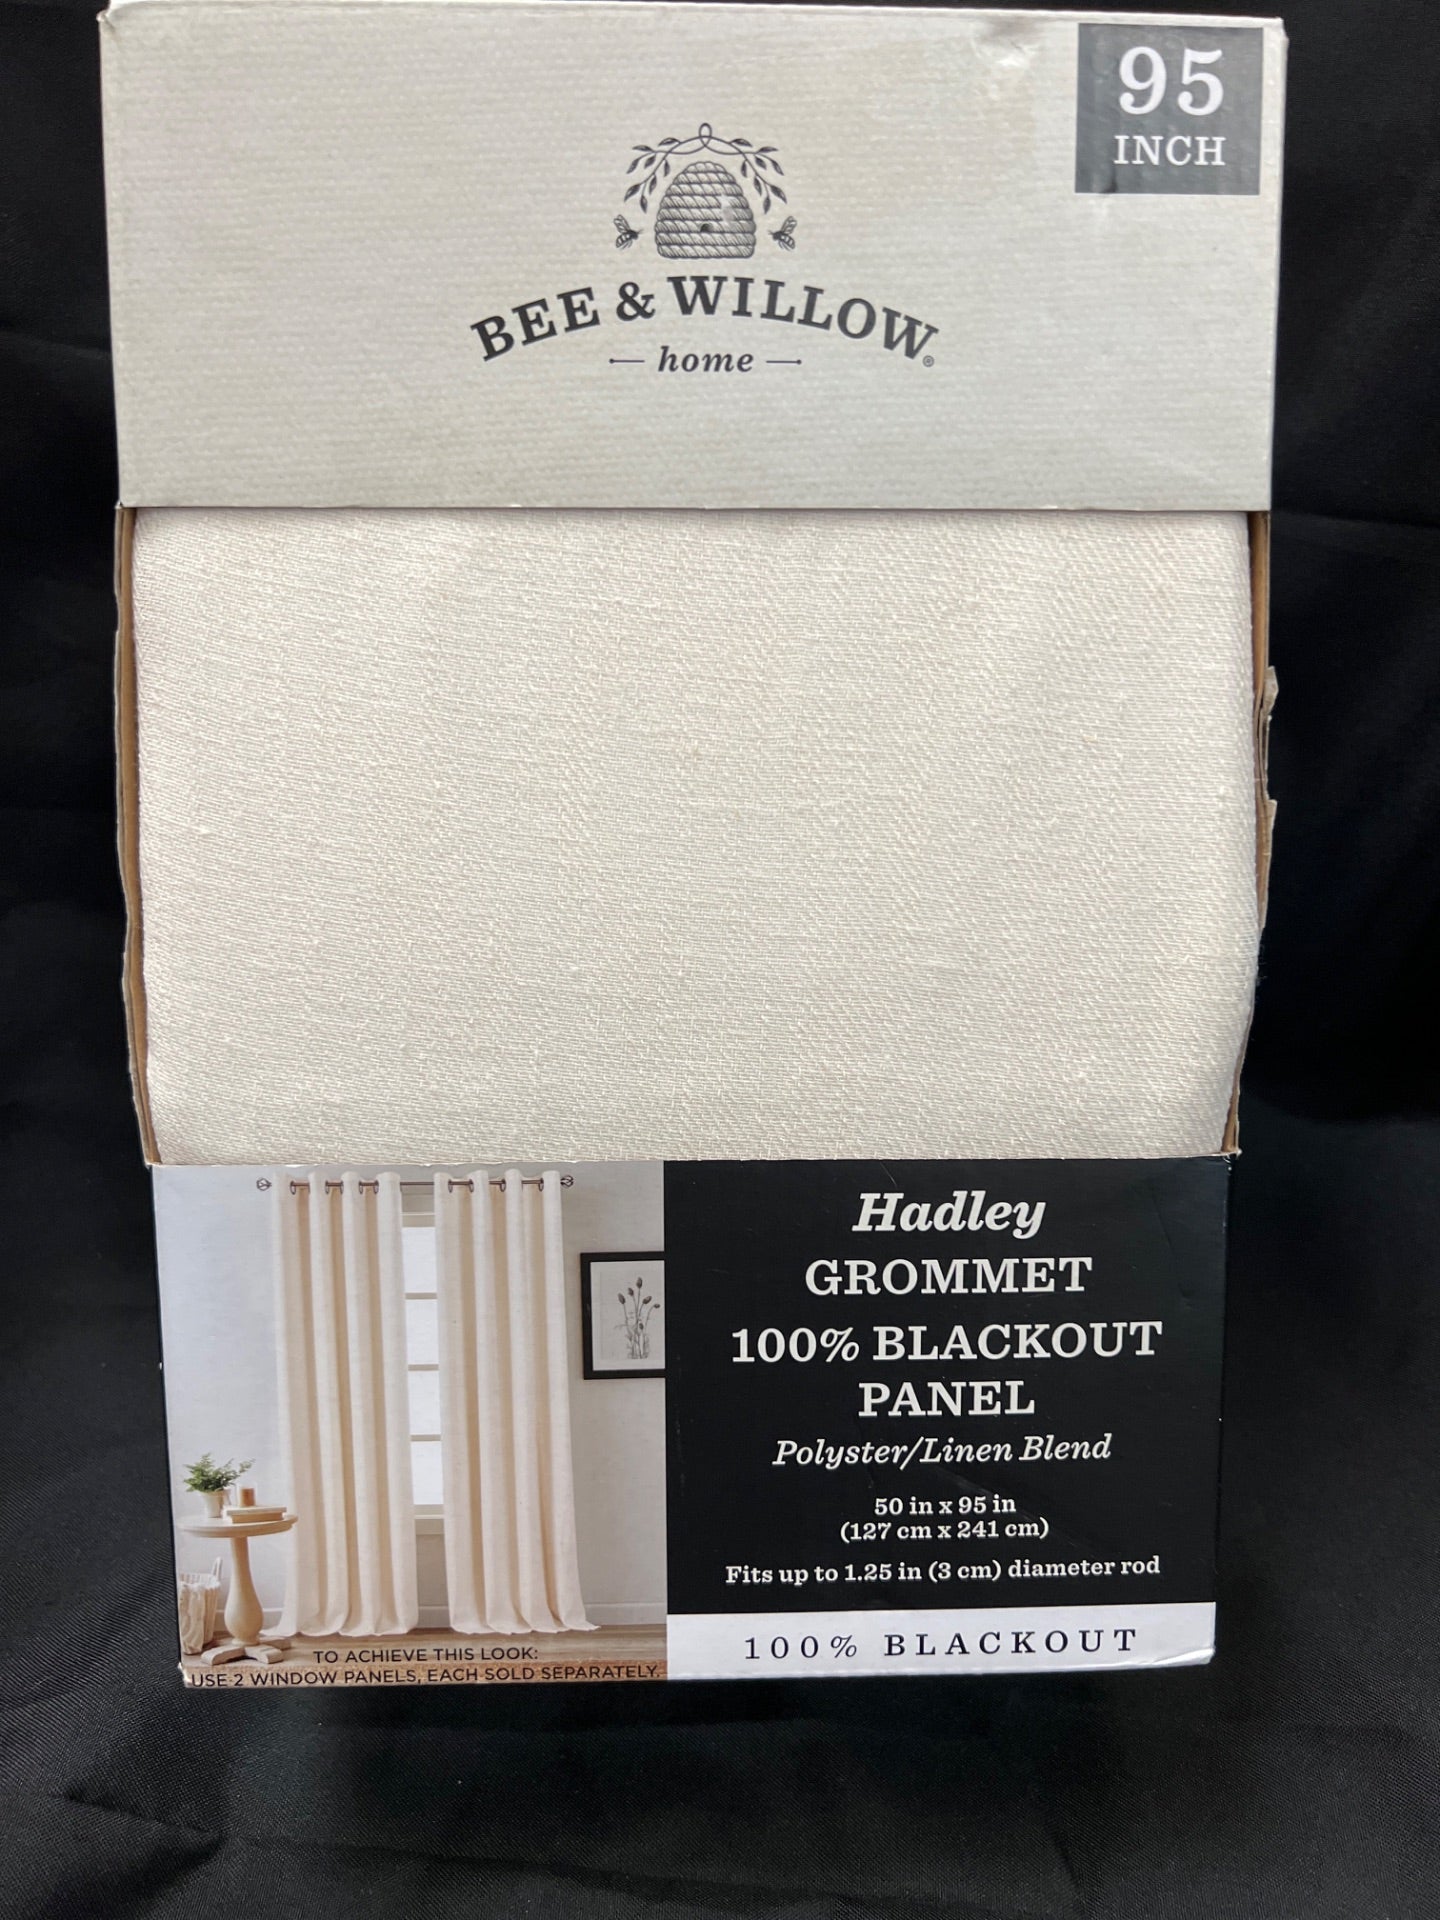 95
INCH
BEE & WILLOW®
home
Hadley
GROMMET
100% BLACKOUT
PANEL
Polyster/Linen Blend
50 in x 95 in
(127 cm x 241 cm)
Fits up to 1.25 in (3 cm) diameter rod
100% BLACKOUT
TO ACHIEVE THIS LOOK:
USE 2 WINDOW PANELS, EACH SOLD SEPARATELY.